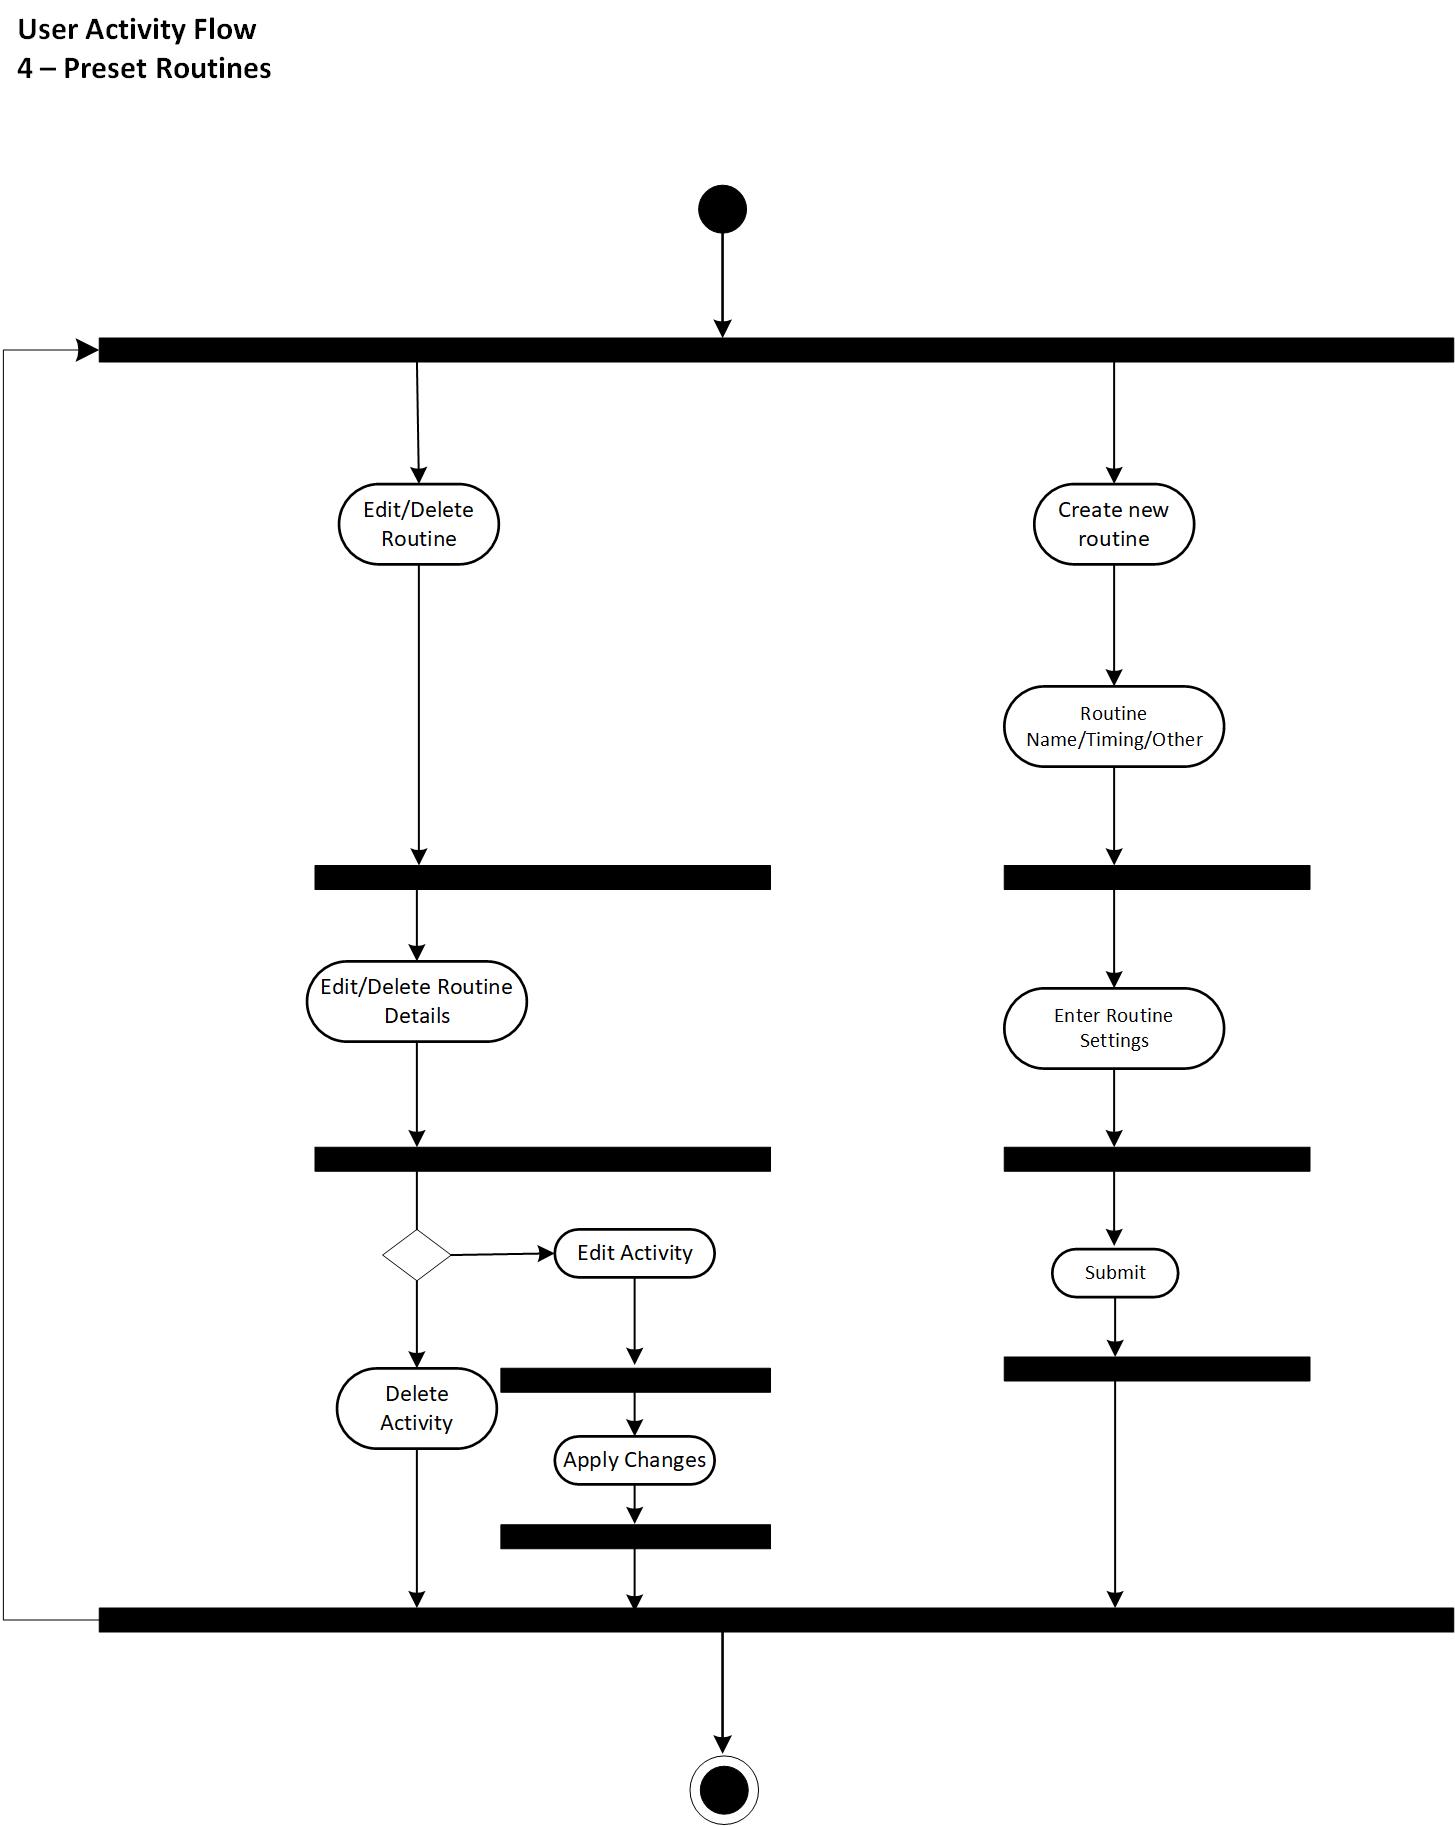 User Activity Flow
4 – Preset Routines
Edit/Delete
Routine
Create new
routine
Routine
Name/Timing/Other
Edit/Delete Routine
Details
Enter Routine
Settings
Edit Activity
Submit
Delete
Activity
Apply Changes